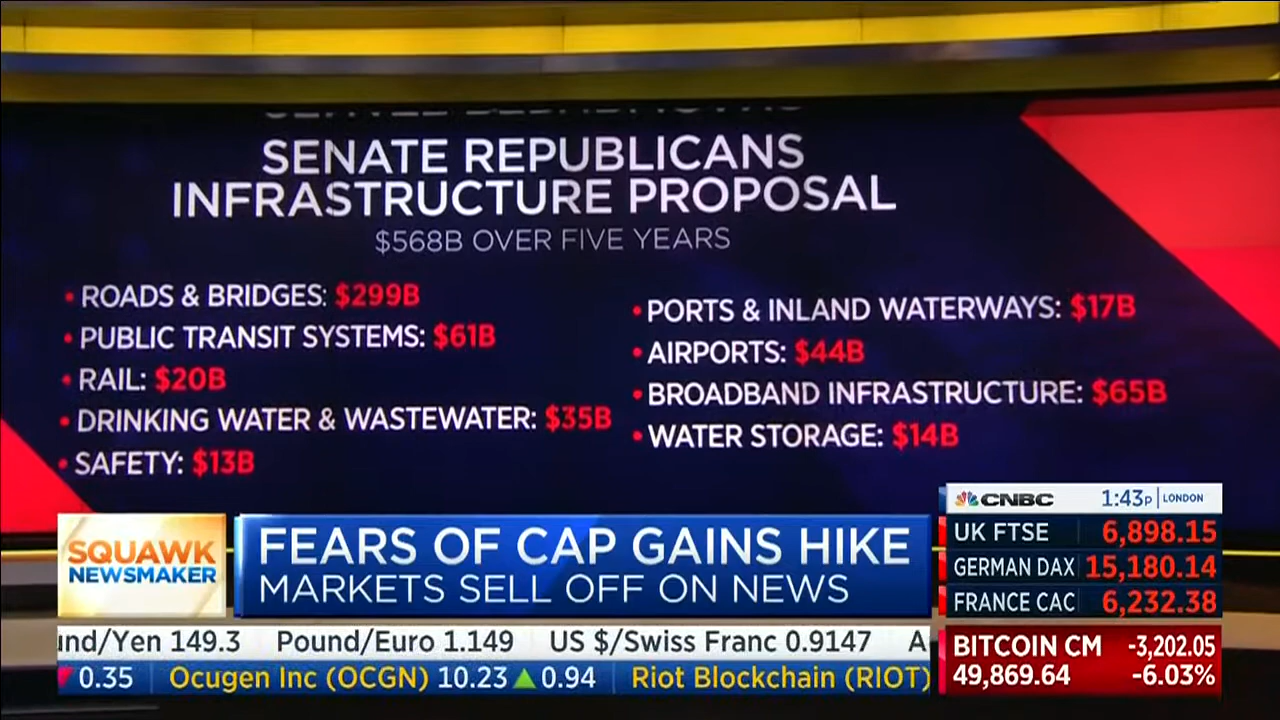 SENATE REPUBLICANS
INFRASTRUCTURE PROPOSAL
$568B OVER FIVE YEARS
• ROADS & BRIDGES: $299B
• PUBLIC TRANSIT SYSTEMS: $61B
• RAIL: $20B
• DRINKING WATER & WASTEWATER: $35B
• SAFETY: $13B
• PORTS & INLAND WATERWAYS: $17B
• AIRPORTS: $44B
• BROADBAND INFRASTRUCTURE: $65B
• WATER STORAGE: $14B
SQUAWK
NEWSMAKER
FEARS OF CAP GAINS HIKE
MARKETS SELL OFF ON NEWS
CNBC 1:43P LONDON
UK FTSE 6,898.15
GERMAN DAX 15,180.14
FRANCE CAC 6,232.38
BITCOIN CM -3,202.05
49,869.64 -6.03%
und/Yen 149.3 Pound/Euro 1.149 US $/Swiss Franc 0.9147 A
▼ 0.35 Ocugen Inc (OCGN) 10.23 ▲ 0.94 Riot Blockchain (RIOT)